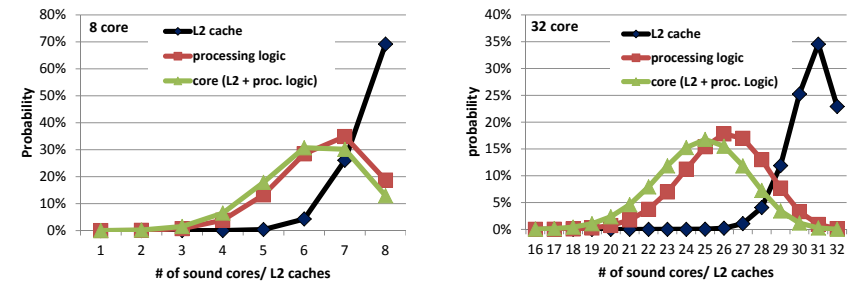 8 core
L2 cache
processing logic
core (L2 + proc. logic)
Probability
80%
70%
60%
50%
40%
30%
20%
10%
0%
1 2 3 4 5 6 7 8
# of sound cores/ L2 caches
32 core
L2 cache
processing logic
core (L2 + proc. Logic)
probability
40%
35%
30%
25%
20%
15%
10%
5%
0%
16 17 18 19 20 21 22 23 24 25 26 27 28 29 30 31 32
# of sound cores/ L2 caches